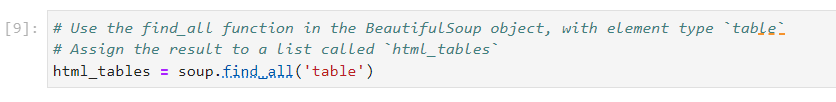 [9]: # Use the find_all function in the BeautifulSoup object, with element type `table`
# Assign the result to a list called `html_tables`
html_tables = soup.find_all('table')